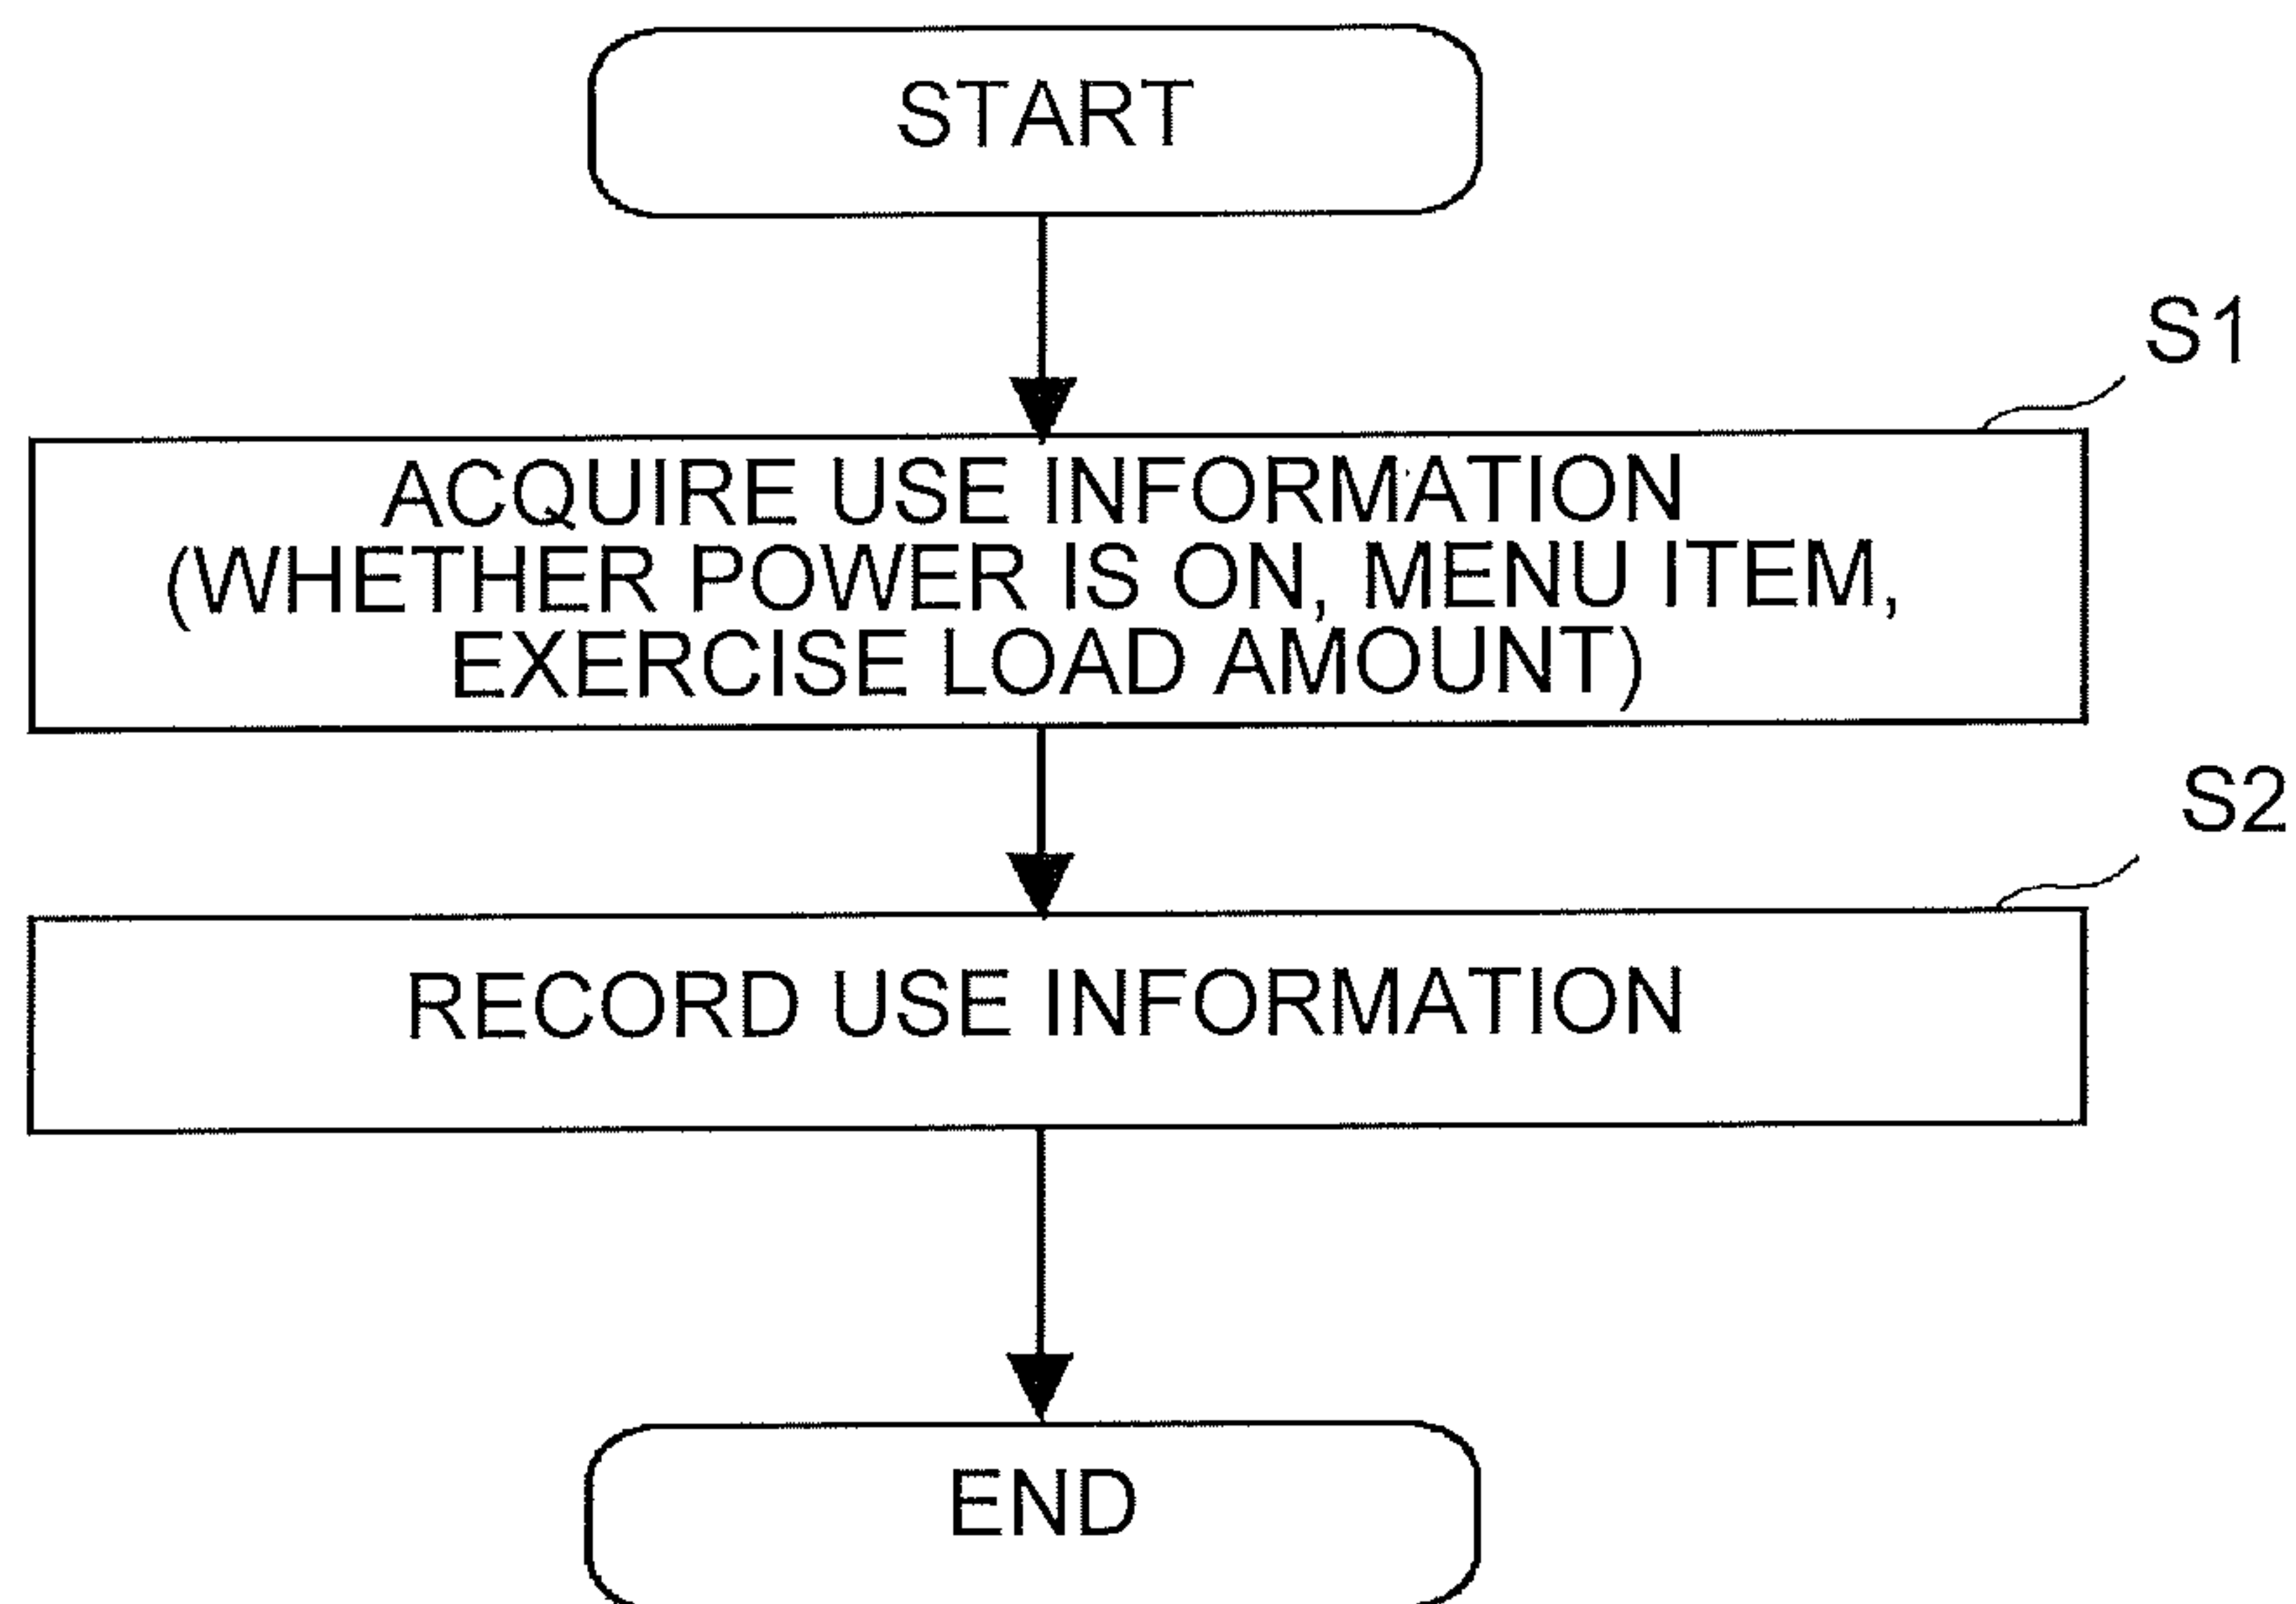 START
S1
ACQUIRE USE INFORMATION
(WHETHER POWER IS ON, MENU ITEM,
EXERCISE LOAD AMOUNT)
S2
RECORD USE INFORMATION
END